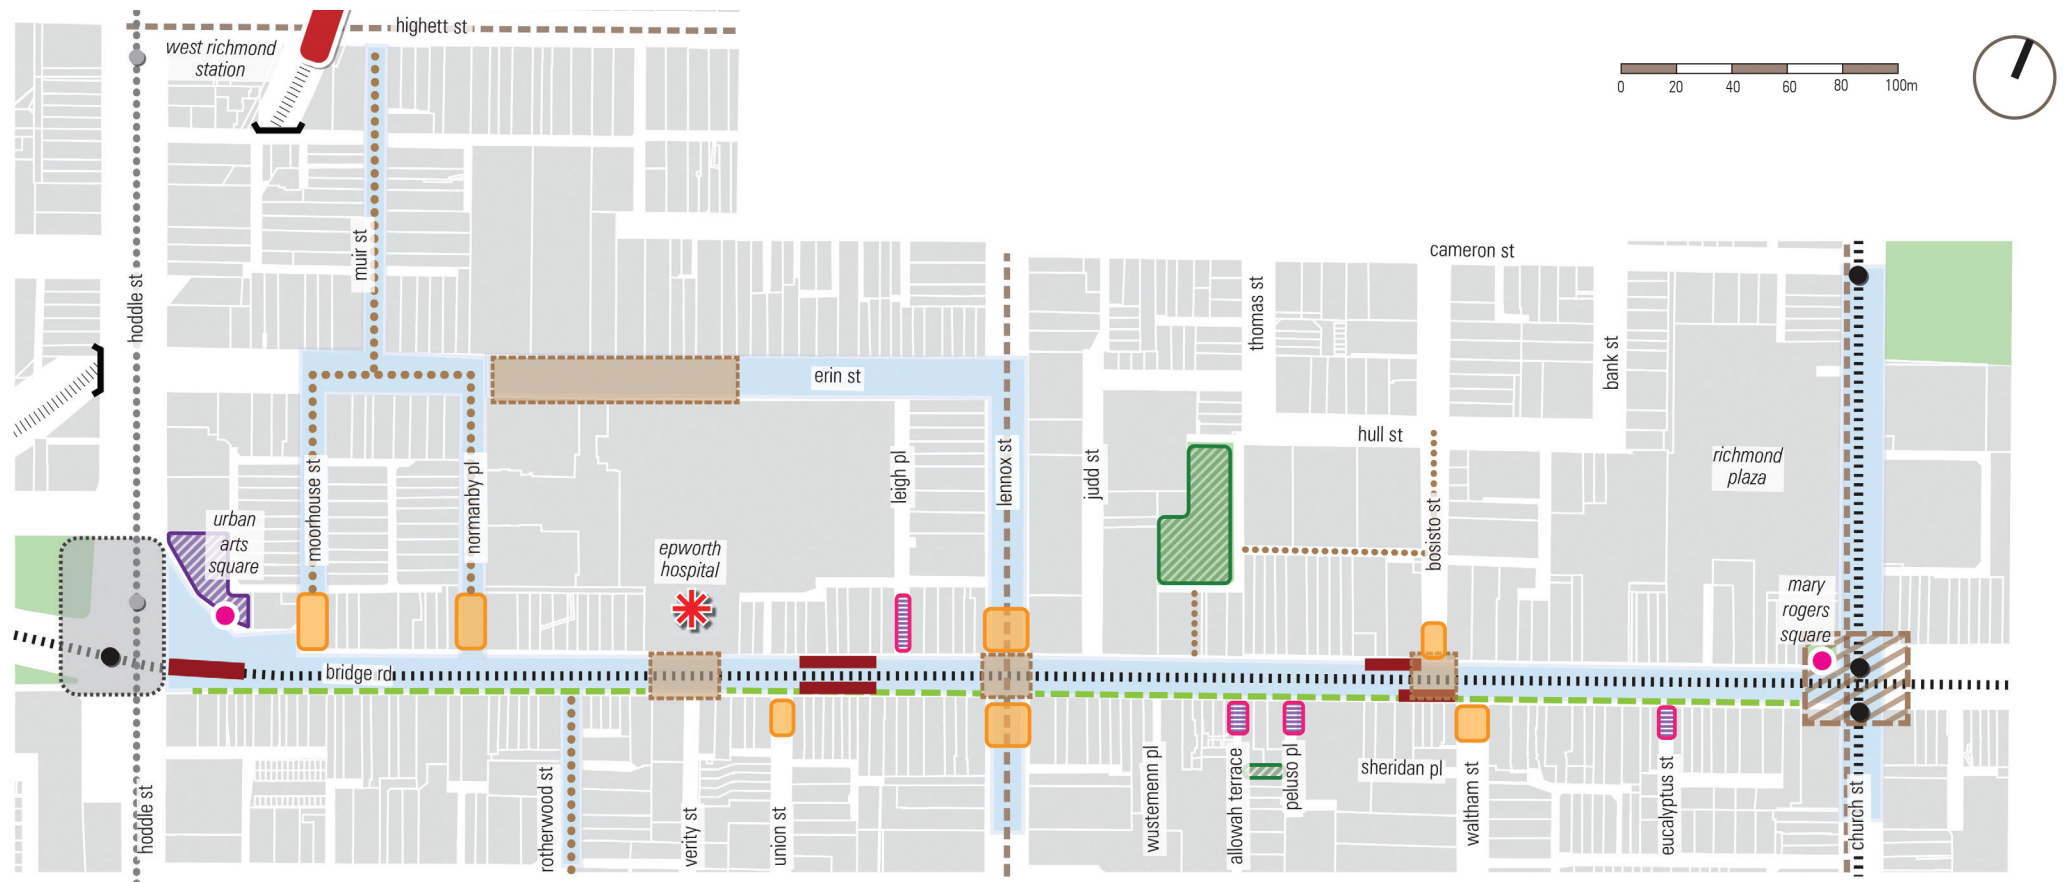 highett st
west richmond
station
0 20 40 60 80 100m
muir st
hoddle st
cameron st
thomas st
bank st
erin st
hull st
richmond
plaza
moorhouse st
normanby pl
leigh pl
lennox st
judd st
bosisto st
urban
arts
square
epworth
hospital
mary
rogers
square
bridge rd
hoddle st
rotherwood st
verity st
union st
wustemenn pl
allowah terrace
peluso pl
sheridan pl
waltham st
eucalyptus st
church st